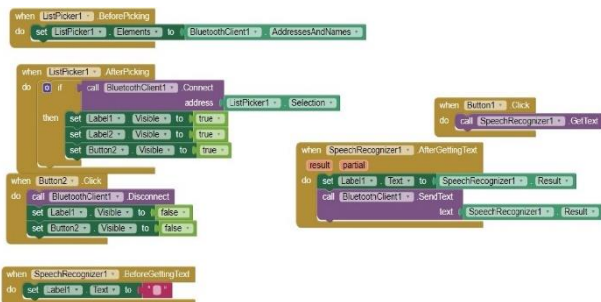 when ListPicker1 .BeforePicking
do set ListPicker1 . Elements to BluetoothClient1 . AddressesAndNames
when ListPicker1 .AfterPicking
do if call BluetoothClient1 .Connect
address ListPicker1 . Selection
then set Label1 . Visible to true
set Label2 . Visible to true
set Button2 . Visible to true
when Button2 .Click
do call BluetoothClient1 .Disconnect
set Label1 . Visible to false
set Button2 . Visible to false
when SpeechRecognizer1 .BeforeGettingText
do set Label1 . Text to " "
when Button1 .Click
do call SpeechRecognizer1 .GetText
when SpeechRecognizer1 .AfterGettingText
result partial
do set Label1 . Text to SpeechRecognizer1 . Result
call BluetoothClient1 .SendText
text SpeechRecognizer1 . Result